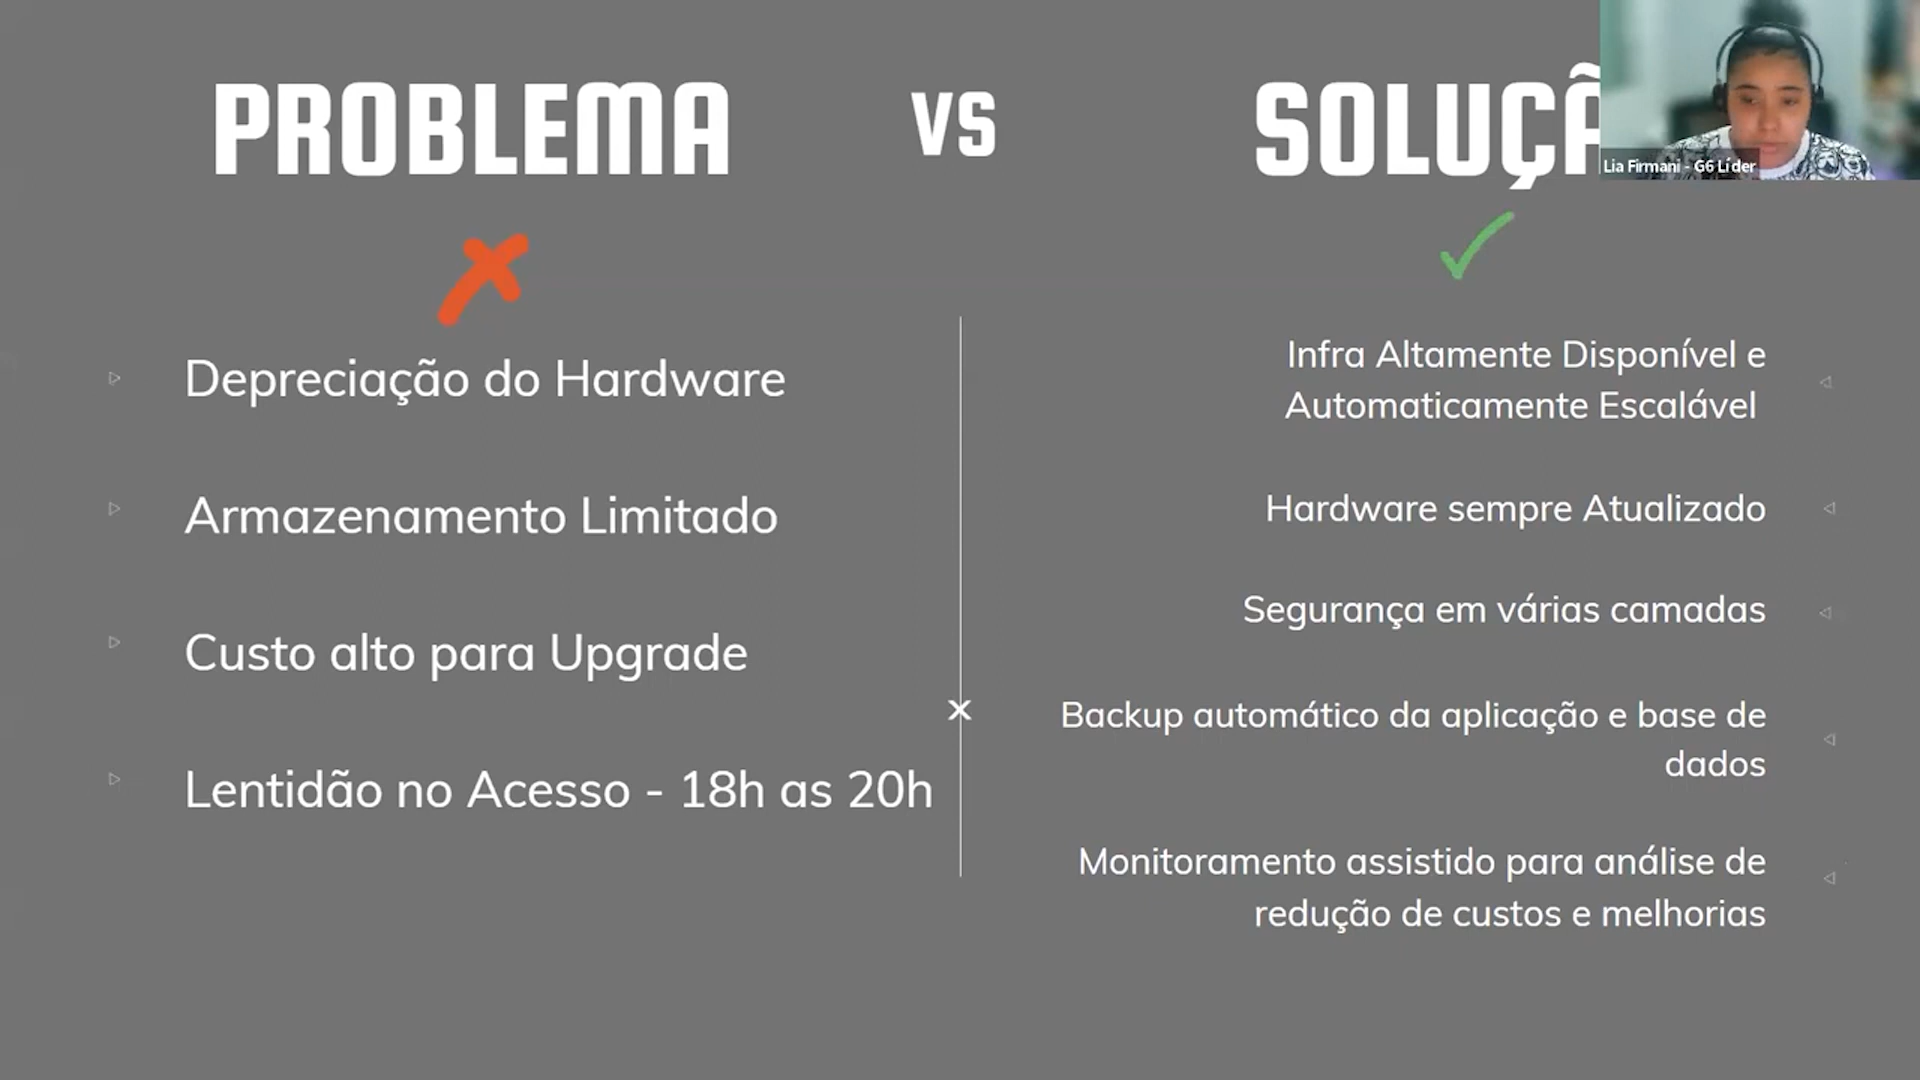 PROBLEMA
VS
SOLUÇÃ
Lia Firmani - G6 Líder
Depreciação do Hardware
Armazenamento Limitado
Custo alto para Upgrade
Lentidão no Acesso - 18h as 20h
Infra Altamente Disponível e
Automaticamente Escalável
Hardware sempre Atualizado
Segurança em várias camadas
Backup automático da aplicação e base de
dados
Monitoramento assistido para análise de
redução de custos e melhorias